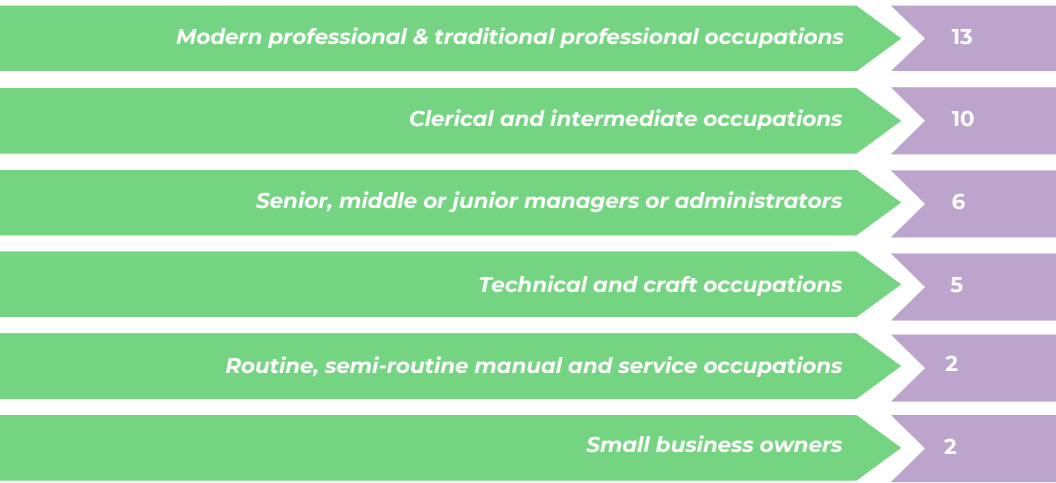 Modern professional & traditional professional occupations 13
Clerical and intermediate occupations 10
Senior, middle or junior managers or administrators 6
Technical and craft occupations 5
Routine, semi-routine manual and service occupations 2
Small business owners 2